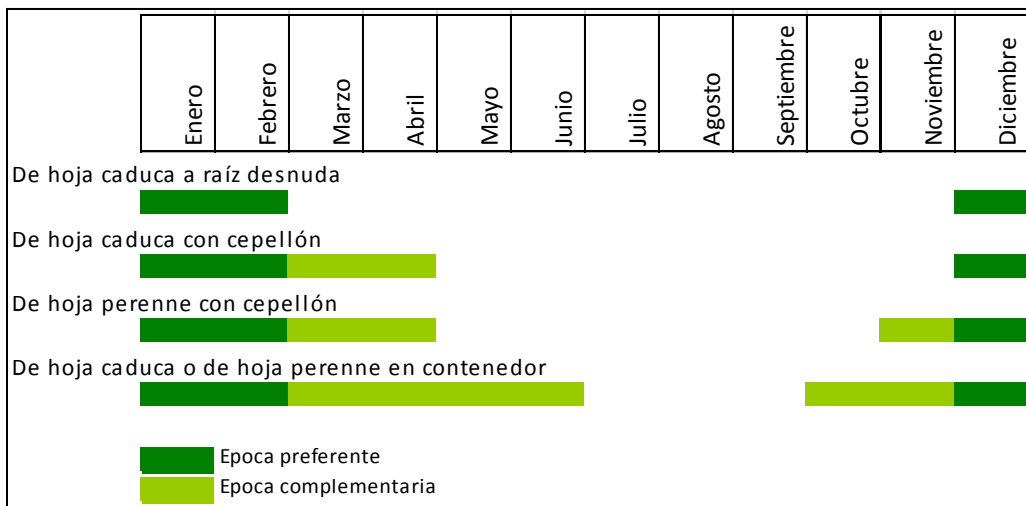 Enero
Febrero
Marzo
Abril
Mayo
Junio
Julio
Agosto
Septiembre
Octubre
Noviembre
Diciembre
De hoja caduca a raíz desnuda
De hoja caduca con cepellón
De hoja perenne con cepellón
De hoja caduca o de hoja perenne en contenedor
Epoca preferente
Epoca complementaria